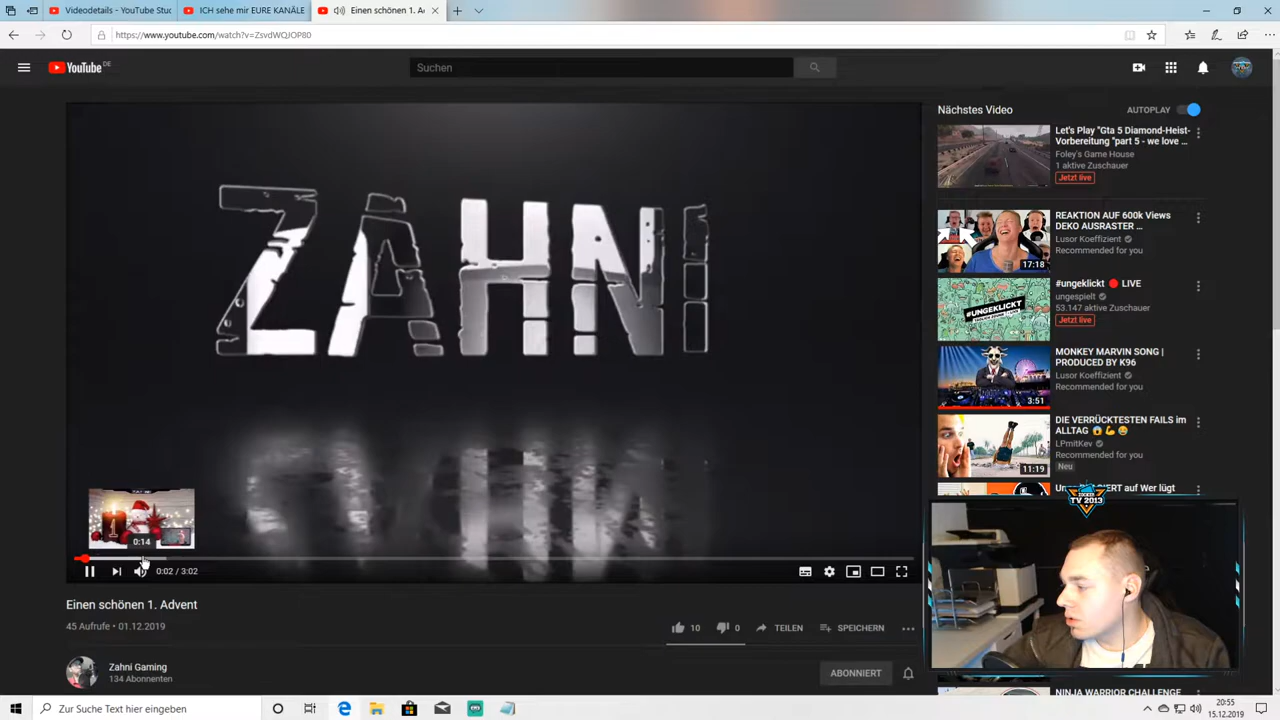 Videodetails - YouTube Stu
ICH sehe mir EURE KANÄLE
Einen schönen 1. Ad
https://www.youtube.com/watch?v=ZsvdWQJOP80
YouTube DE
Suchen
ZAHNI
0:14
0:02 / 3:02
Einen schönen 1. Advent
45 Aufrufe • 01.12.2019
10
0
TEILEN
SPEICHERN
Zahni Gaming
134 Abonnenten
ABONNIERT
Nächstes Video
AUTOPLAY
Let's Play "Gta 5 Diamond-Heist-
Vorbereitung "part 5 - we love ...
Foley's Game House
1 aktive Zuschauer
Jetzt live
REAKTION AUF 600k Views
DEKO AUSRASTER ...
Lusor Koeffizient
Recommended for you
17:18
#ungeklickt 🔴 LIVE
ungespielt
53.147 aktive Zuschauer
Jetzt live
#UNGEKLICKT
MONKEY MARVIN SONG |
PRODUCED BY K96
Lusor Koeffizient
Recommended for you
3:51
DIE VERRÜCKTESTEN FAILS im
ALLTAG 😱💪😂
LPmitKev
Recommended for you
Neu
11:19
auf Wer lügt
ZOCKER
TV 2013
NINJA WARRIOR CHALLENGE
Zur Suche Text hier eingeben
20:55
15.12.2019